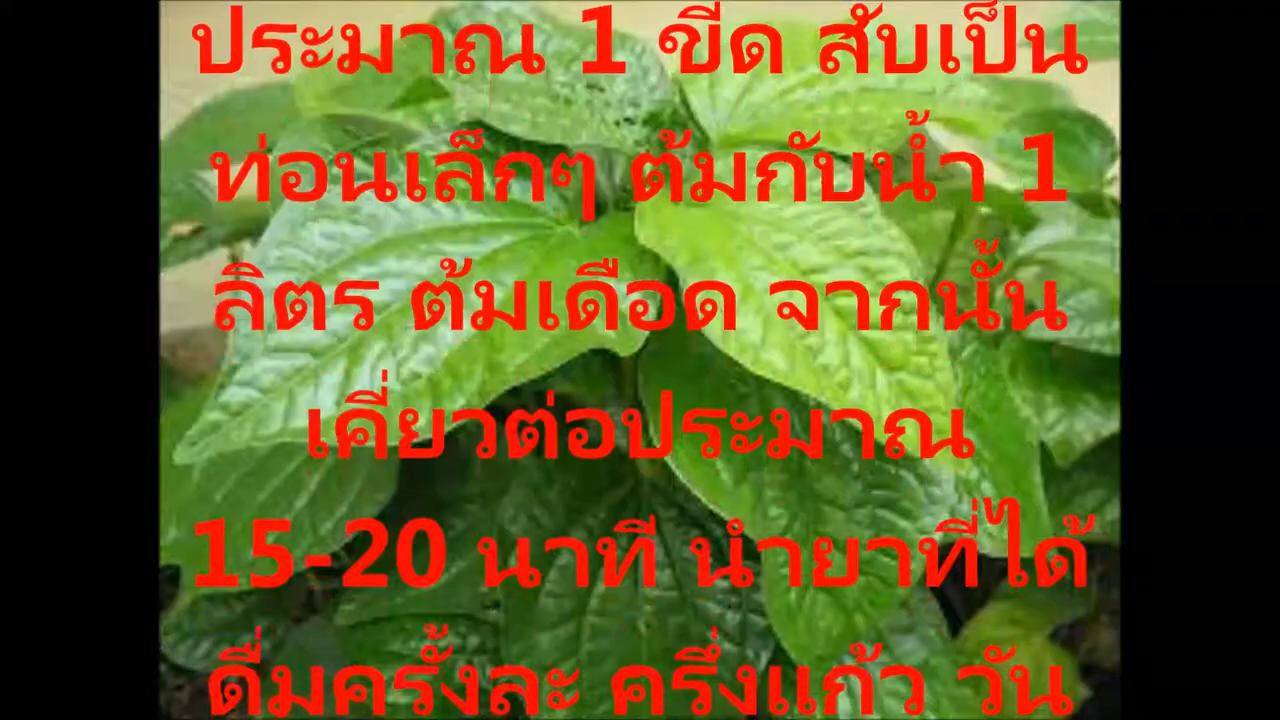 ประมาณ 1 ขีด สับเป็น
ท่อนเล็กๆ ต้มกับน้ำ 1
ลิตร ต้มเดือด จากนั้น
เคี่ยวต่อประมาณ
15-20 นาที นำยาที่ได้
ดื่มครั้งละ ครึ่งแก้ว วัน